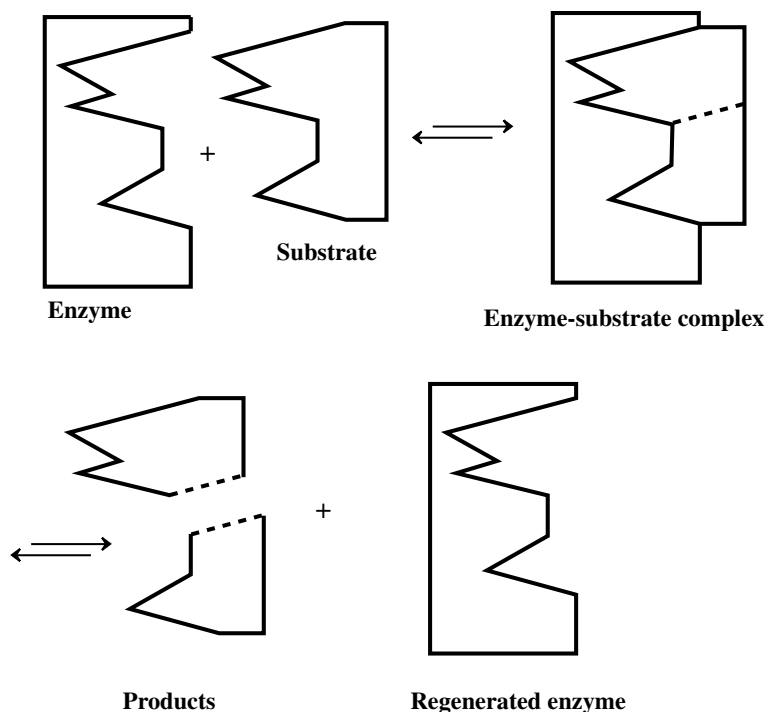 +
Substrate
Enzyme
Enzyme-substrate complex
+
Products
Regenerated enzyme